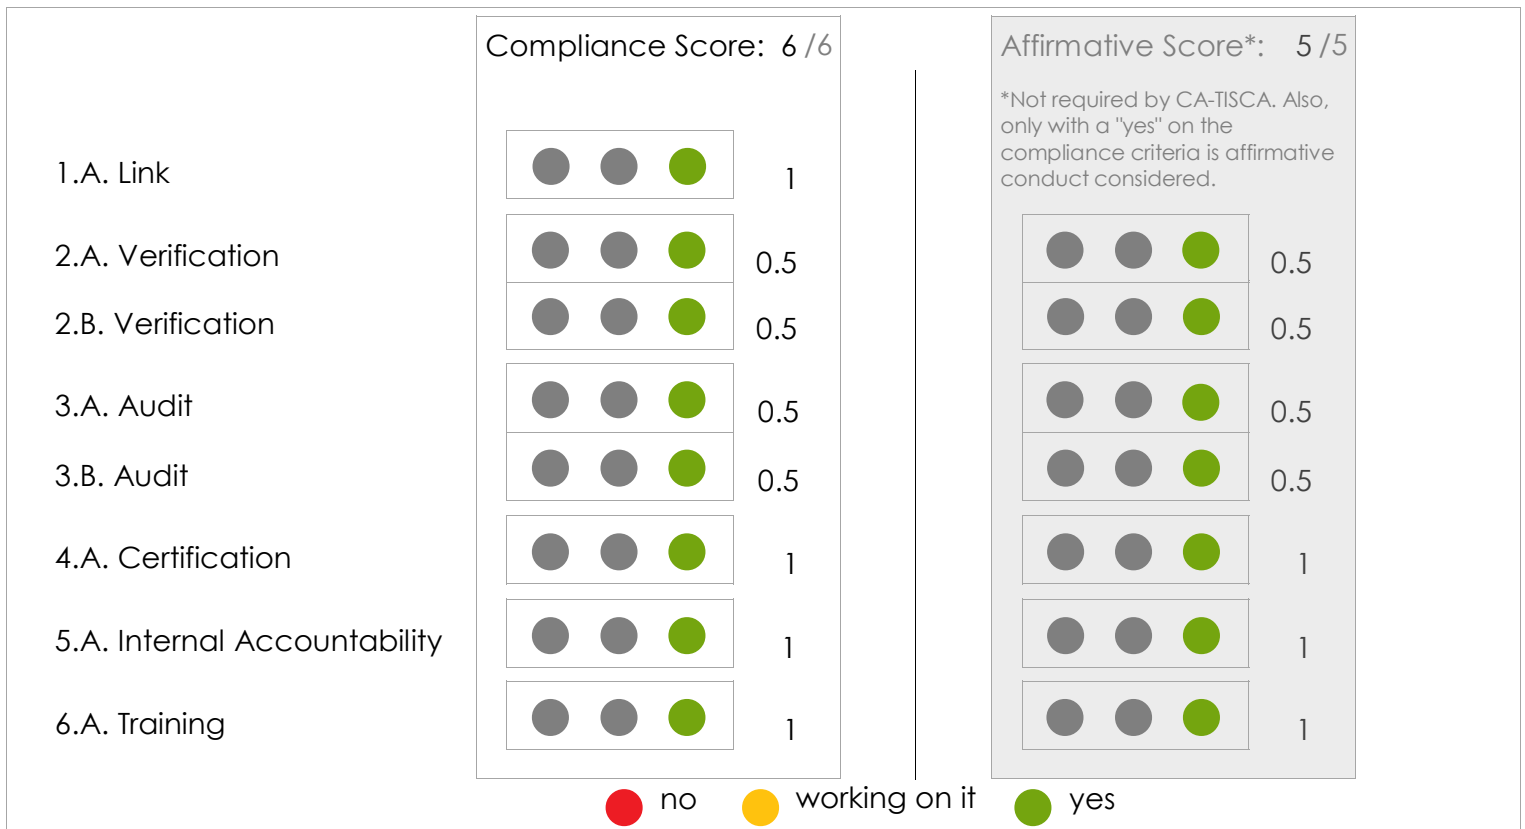 Compliance Score: 6 /6
Affirmative Score*: 5 /5
*Not required by CA-TISCA. Also,
only with a "yes" on the
compliance criteria is affirmative
conduct considered.
1.A. Link 1
2.A. Verification 0.5 0.5
2.B. Verification 0.5 0.5
3.A. Audit 0.5 0.5
3.B. Audit 0.5 0.5
4.A. Certification 1 1
5.A. Internal Accountability 1 1
6.A. Training 1 1
no working on it yes